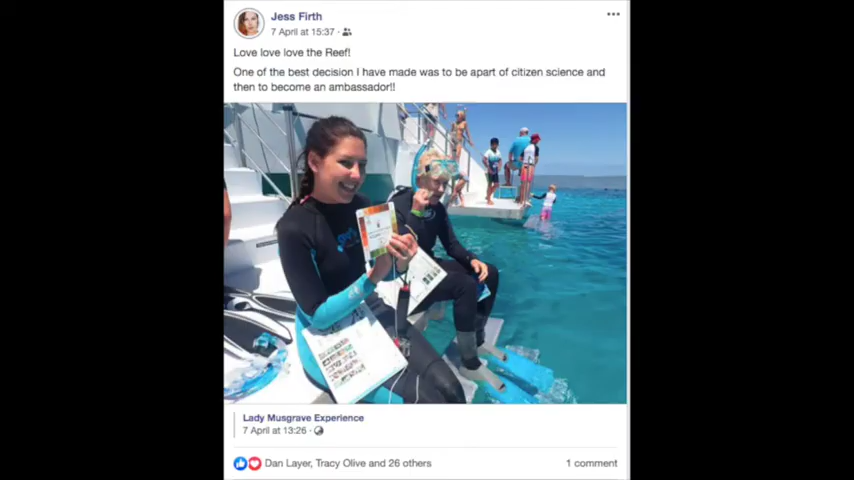 Jess Firth
7 April at 15:37 ·
Love love love the Reef!
One of the best decision I have made was to be apart of citizen science and
then to become an ambassador!!
Lady Musgrave Experience
7 April at 13:26 ·
Dan Layer, Tracy Olive and 26 others
1 comment